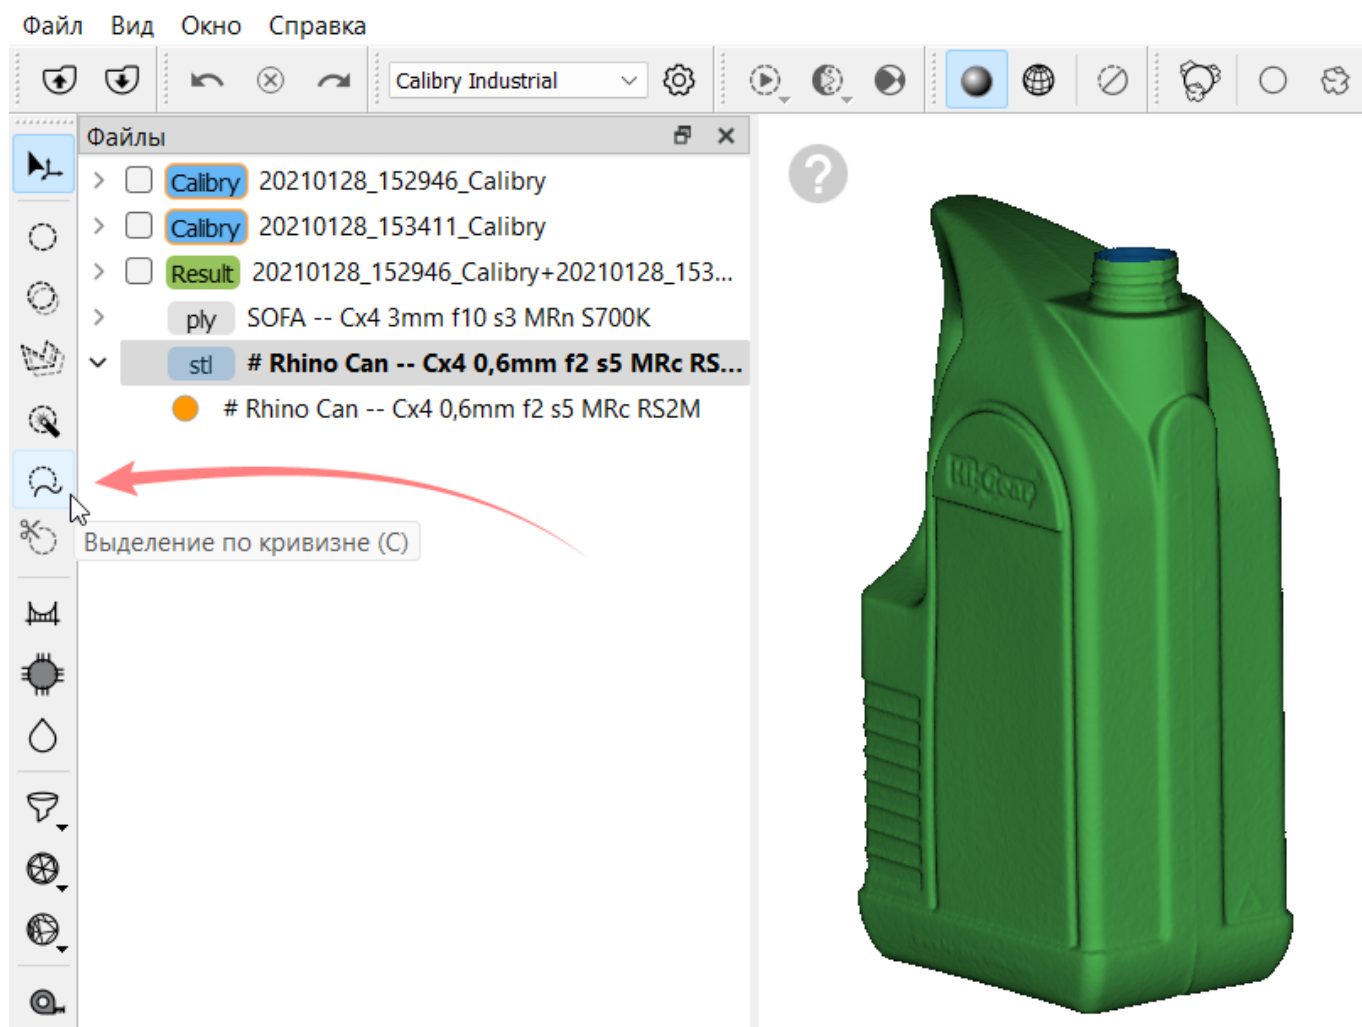 Файл Вид Окно Справка
Calibry Industrial
Файлы
Calibry 20210128_152946_Calibry
Calibry 20210128_153411_Calibry
Result 20210128_152946_Calibry+20210128_153...
ply SOFA -- Cx4 3mm f10 s3 MRn S700K
stl # Rhino Can -- Cx4 0,6mm f2 s5 MRc RS...
# Rhino Can -- Cx4 0,6mm f2 s5 MRc RS2M
Выделение по кривизне (C)
?
Hi-Gear